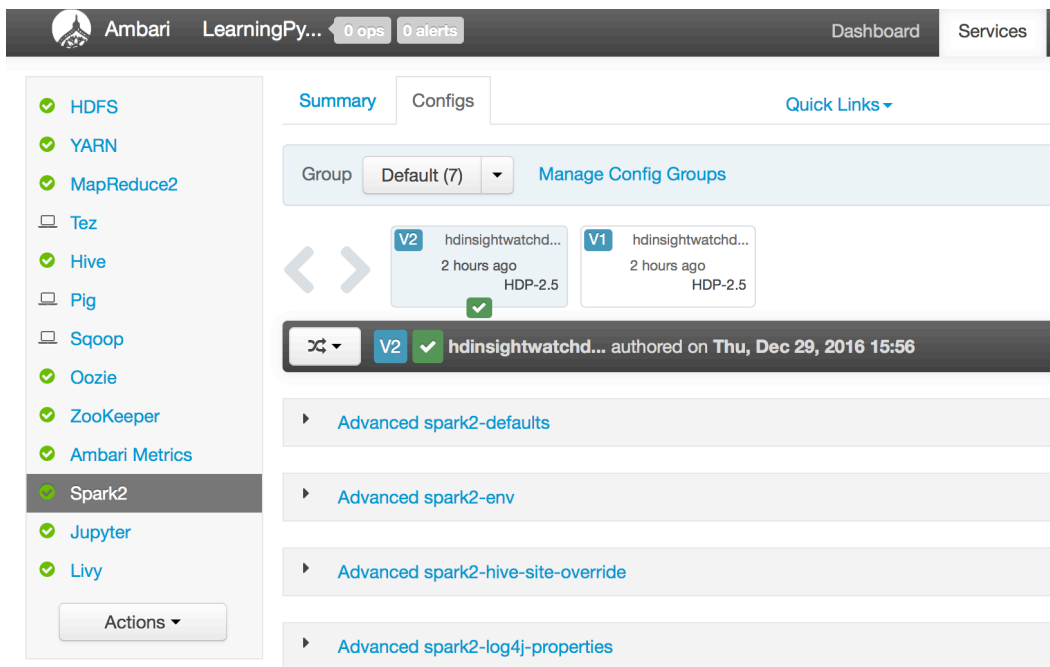 Ambari LearningPy... 0 ops 0 alerts Dashboard Services
HDFS
YARN
MapReduce2
Tez
Hive
Pig
Sqoop
Oozie
ZooKeeper
Ambari Metrics
Spark2
Jupyter
Livy
Actions
Summary Configs Quick Links
Group Default (7) Manage Config Groups
V2 hdinsightwatchd...
2 hours ago
HDP-2.5
V1 hdinsightwatchd...
2 hours ago
HDP-2.5
V2 hdinsightwatchd... authored on Thu, Dec 29, 2016 15:56
Advanced spark2-defaults
Advanced spark2-env
Advanced spark2-hive-site-override
Advanced spark2-log4j-properties